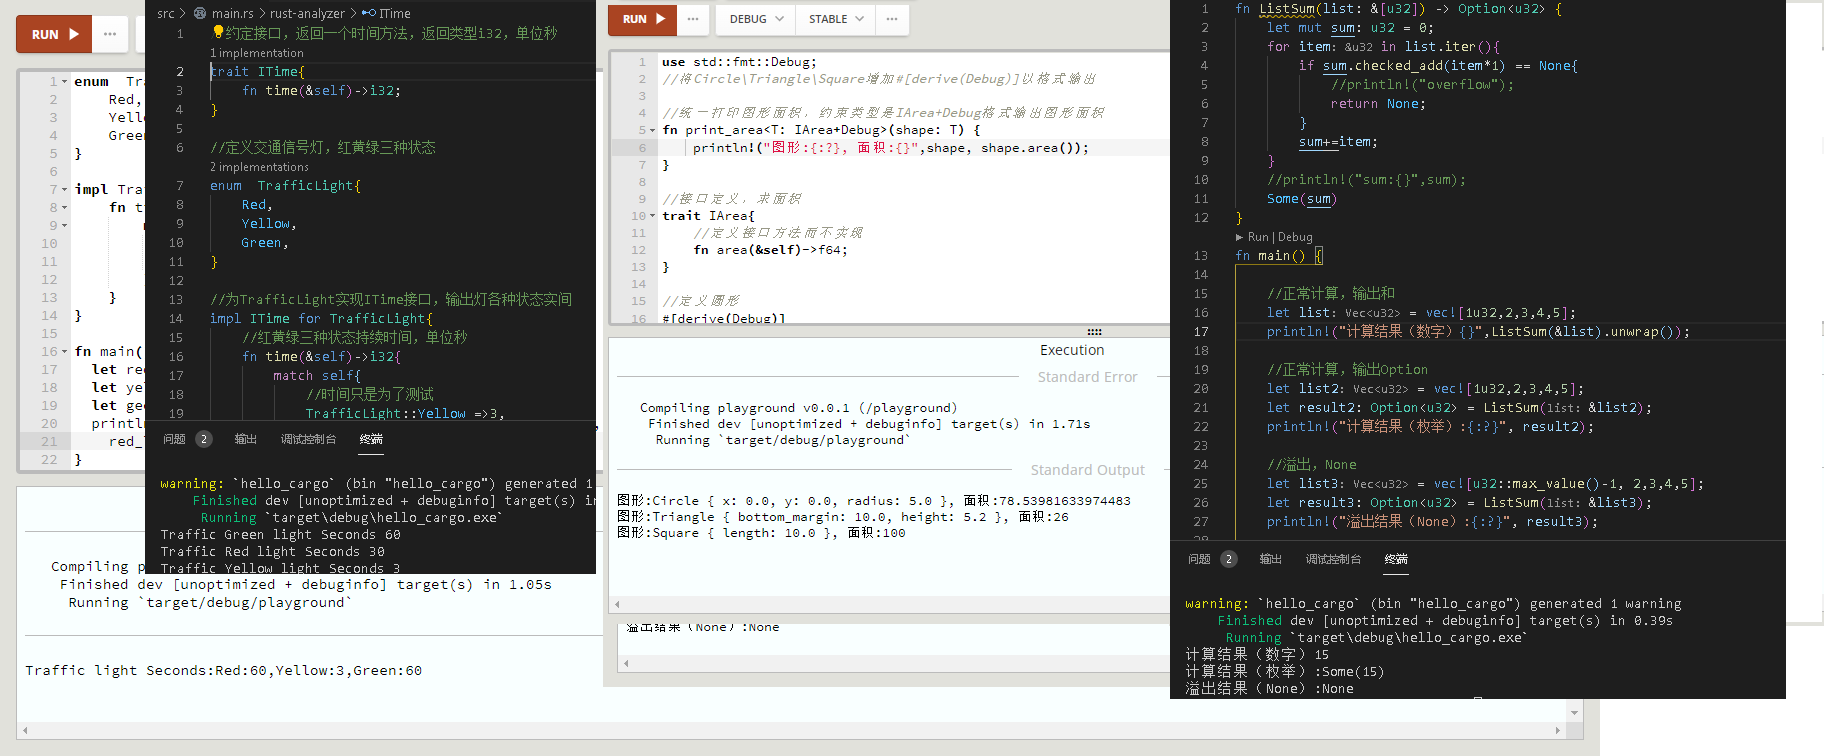 RUN
···
1 enum Tra
2 Red,
3 Yello
4 Green
5 }
6
7 impl Traf
8 fn ti
9
10
11
12
13 }
14 }
15
16 fn main(
17 let red
18 let yel
19 let gee
20 println
21 red_l
22 }
Compiling p
Finished dev [unoptimized + debuginfo] target(s) in 1.05s
Running `target/debug/playground`
Traffic light Seconds:Red:60,Yellow:3,Green:60
src > main.rs > rust-analyzer > ITime
1 约定接口，返回一个时间方法，返回类型i32，单位秒
1 implementation
2 trait ITime{
3 fn time(&self)->i32;
4 }
5
6 //定义交通信号灯，红黄绿三种状态
2 implementations
7 enum TrafficLight{
8 Red,
9 Yellow,
10 Green,
11 }
12
13 //为TrafficLight实现ITime接口，输出灯各种状态实间
14 impl ITime for TrafficLight{
15 //红黄绿三种状态持续时间，单位秒
16 fn time(&self)->i32{
17 match self{
18 //时间只是为了测试
19 TrafficLight::Yellow =>3,
问题 2 输出 调试控制台 终端
warning: `hello_cargo` (bin "hello_cargo") generated 1
Finished dev [unoptimized + debuginfo] target(s) in
Running `target\debug\hello_cargo.exe`
Traffic Green light Seconds 60
Traffic Red light Seconds 30
Traffic Yellow light Seconds 3
RUN
···
DEBUG
STABLE
···
1 use std::fmt::Debug;
2 //将Circle\Triangle\Square增加#[derive(Debug)]以格式输出
3
4 //统一打印图形面积，约束类型是IArea+Debug格式输出图形面积
5 fn print_area<T: IArea+Debug>(shape: T) {
6 println!("图形:{:?}, 面积:{}",shape, shape.area());
7 }
8
9 //接口定义，求面积
10 trait IArea{
11 //定义接口方法而不实现
12 fn area(&self)->f64;
13 }
14
15 //定义圆形
16 #[derive(Debug)]
Execution
Standard Error
Compiling playground v0.0.1 (/playground)
Finished dev [unoptimized + debuginfo] target(s) in 1.71s
Running `target/debug/playground`
Standard Output
图形:Circle { x: 0.0, y: 0.0, radius: 5.0 }, 面积:78.53981633974483
图形:Triangle { bottom_margin: 10.0, height: 5.2 }, 面积:26
图形:Square { length: 10.0 }, 面积:100
溢出结果（None）:None
1 fn ListSum(list: &[u32]) -> Option<u32> {
2 let mut sum: u32 = 0;
3 for item: &u32 in list.iter(){
4 if sum.checked_add(item*1) == None{
5 //println!("overflow");
6 return None;
7 }
8 sum+=item;
9 }
10 //println!("sum:{}",sum);
11 Some(sum)
12 }
Run | Debug
13 fn main() {
14
15 //正常计算，输出和
16 let list: Vec<u32> = vec![1u32,2,3,4,5];
17 println!("计算结果（数字）{}",ListSum(&list).unwrap());
18
19 //正常计算，输出Option
20 let list2: Vec<u32> = vec![1u32,2,3,4,5];
21 let result2: Option<u32> = ListSum(list: &list2);
22 println!("计算结果（枚举）:{:?}", result2);
23
24 //溢出，None
25 let list3: Vec<u32> = vec![u32::max_value()-1, 2,3,4,5];
26 let result3: Option<u32> = ListSum(list: &list3);
27 println!("溢出结果（None）:{:?}", result3);
问题 2 输出 调试控制台 终端
warning: `hello_cargo` (bin "hello_cargo") generated 1 warning
Finished dev [unoptimized + debuginfo] target(s) in 0.39s
Running `target\debug\hello_cargo.exe`
计算结果（数字）15
计算结果（枚举）:Some(15)
溢出结果（None）:None